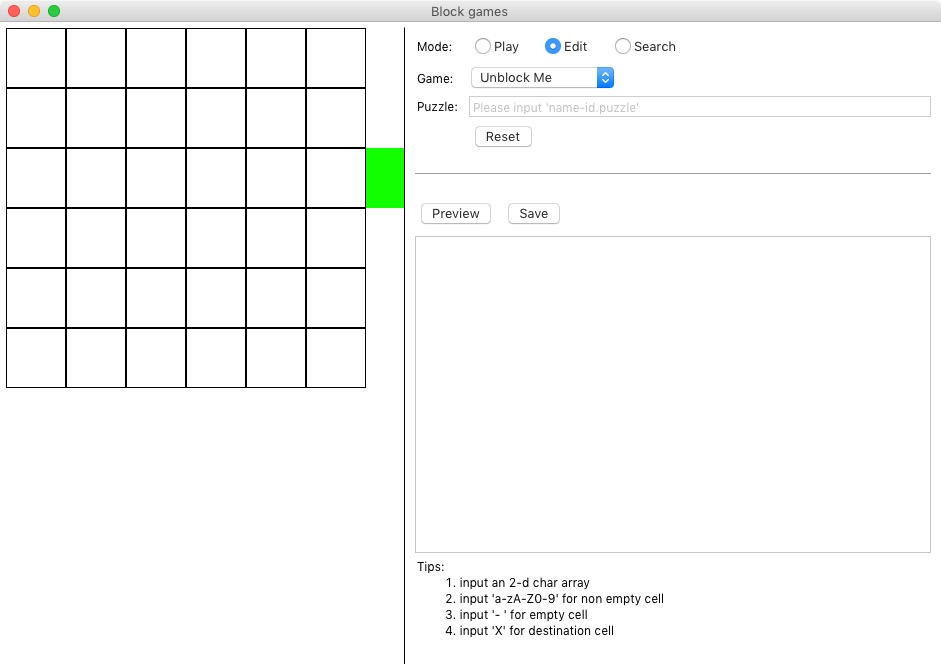 Block games
Mode: Play Edit Search
Game: Unblock Me
Puzzle: Please input 'name-id.puzzle'
Reset
Preview Save
Tips:
1. input an 2-d char array
2. input 'a-zA-Z0-9' for non empty cell
3. input '- ' for empty cell
4. input 'X' for destination cell